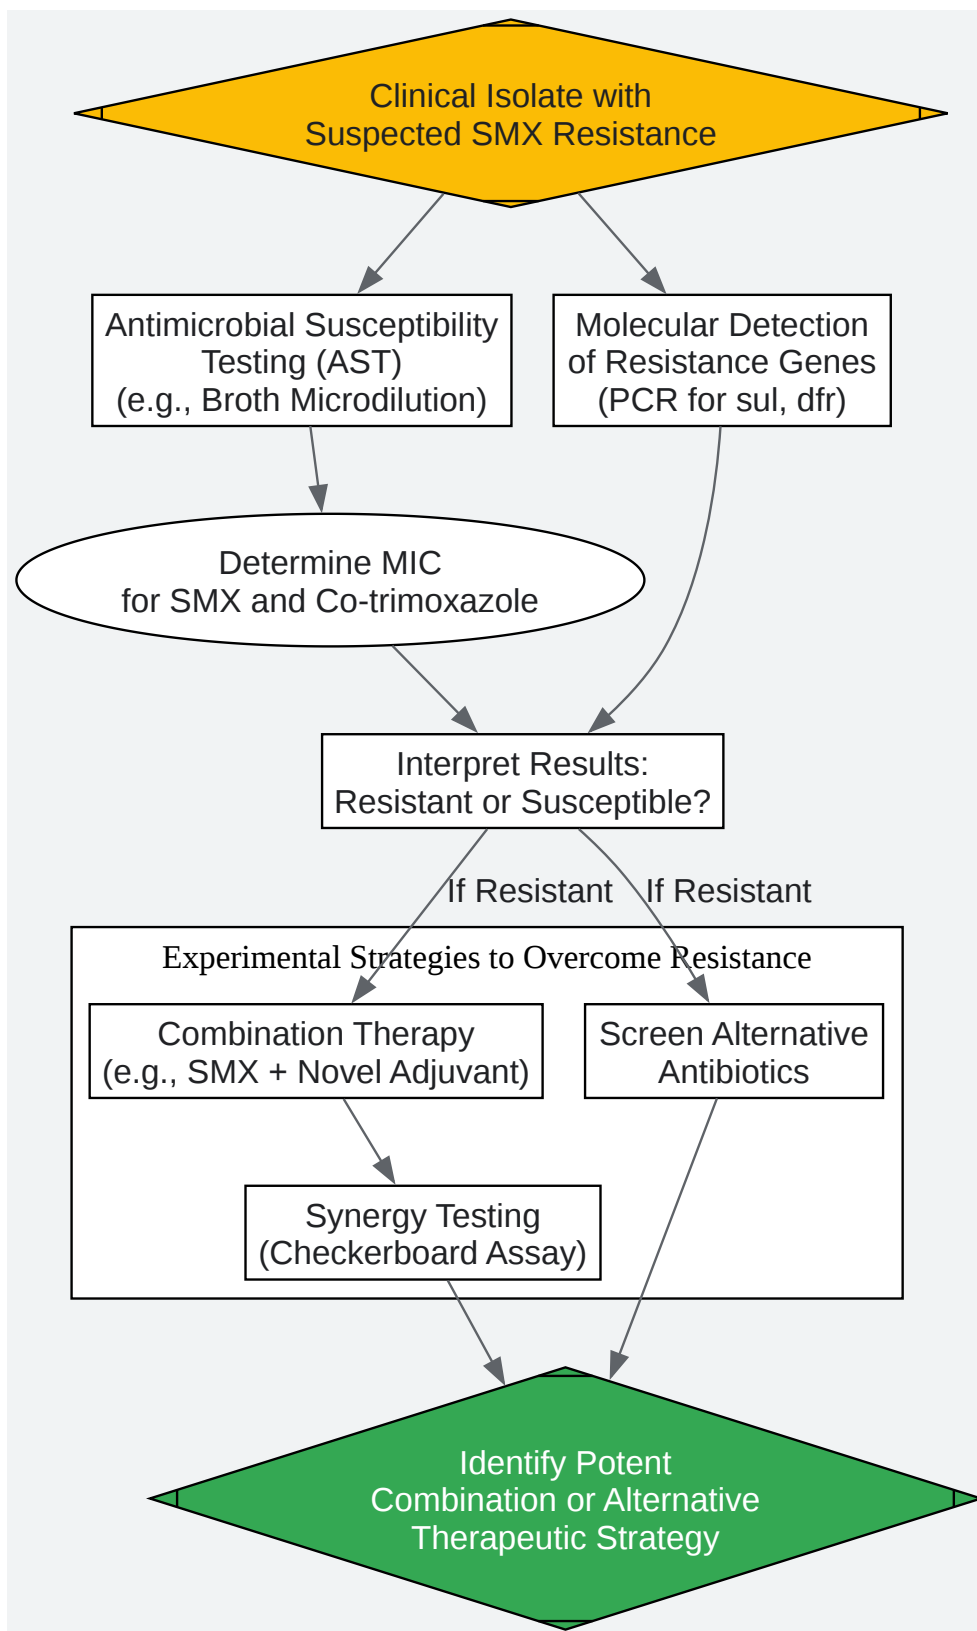 Clinical Isolate with
Suspected SMX Resistance
Antimicrobial Susceptibility
Testing (AST)
(e.g., Broth Microdilution)
Molecular Detection
of Resistance Genes
(PCR for sul, dfr)
Determine MIC
for SMX and Co-trimoxazole
Interpret Results:
Resistant or Susceptible?
If Resistant
If Resistant
Experimental Strategies to Overcome Resistance
Combination Therapy
(e.g., SMX + Novel Adjuvant)
Screen Alternative
Antibiotics
Synergy Testing
(Checkerboard Assay)
Identify Potent
Combination or Alternative
Therapeutic Strategy